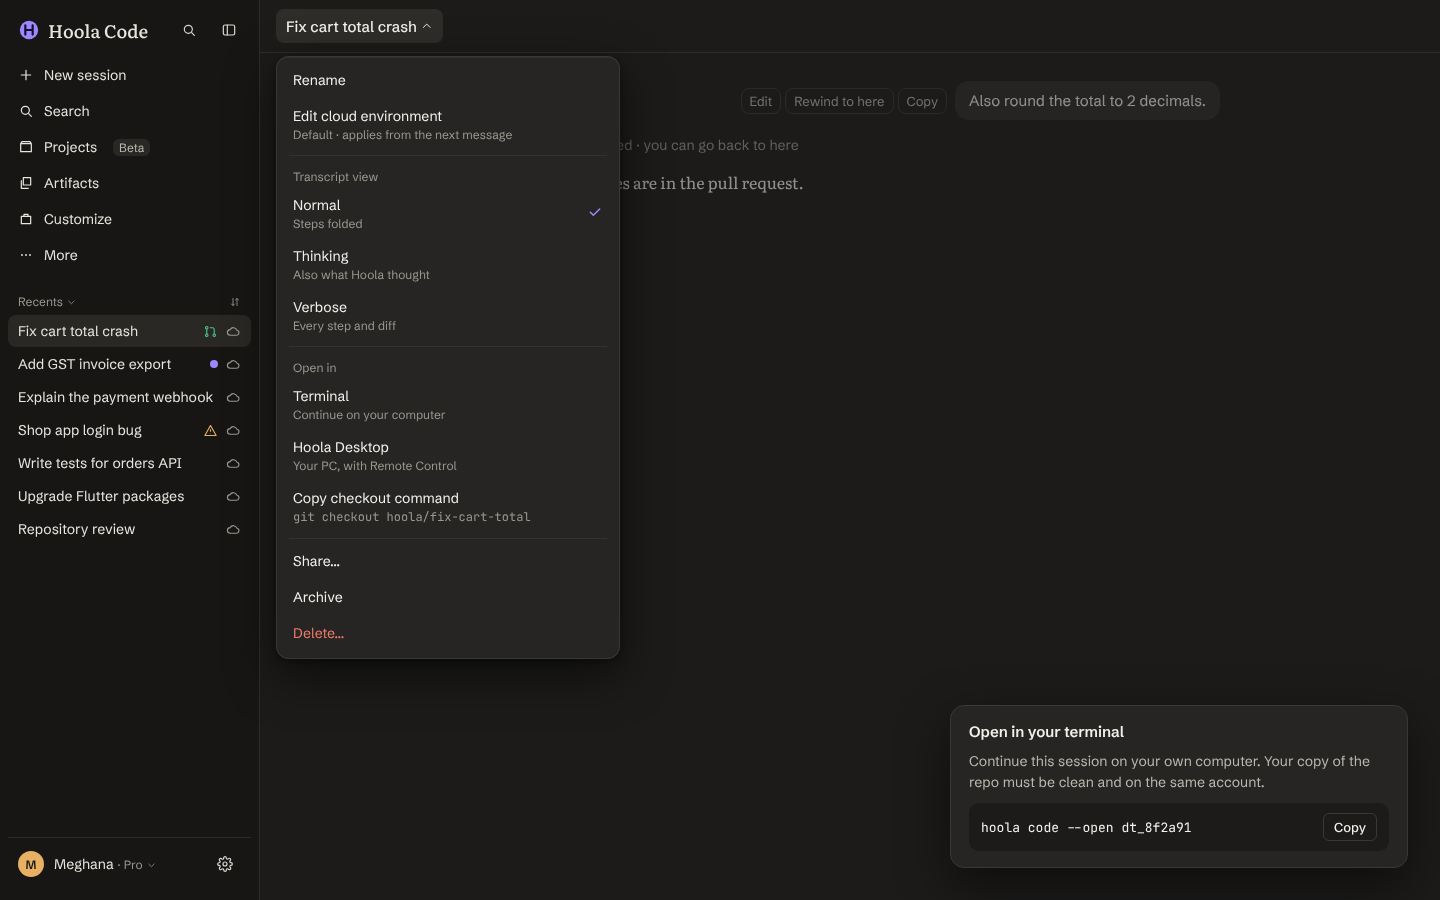 Hoola Code
New session
Search
Projects Beta
Artifacts
Customize
More
Recents
Fix cart total crash
Add GST invoice export
Explain the payment webhook
Shop app login bug
Write tests for orders API
Upgrade Flutter packages
Repository review
M Meghana · Pro
Fix cart total crash
Rename
Edit cloud environment
Default · applies from the next message
Transcript view
Normal
Steps folded
Thinking
Also what Hoola thought
Verbose
Every step and diff
Open in
Terminal
Continue on your computer
Hoola Desktop
Your PC, with Remote Control
Copy checkout command
git checkout hoola/fix-cart-total
Share...
Archive
Delete...
Edit Rewind to here Copy Also round the total to 2 decimals.
· you can go back to here
are in the pull request.
Open in your terminal
Continue this session on your own computer. Your copy of the
repo must be clean and on the same account.
hoola code --open dt_8f2a91 Copy